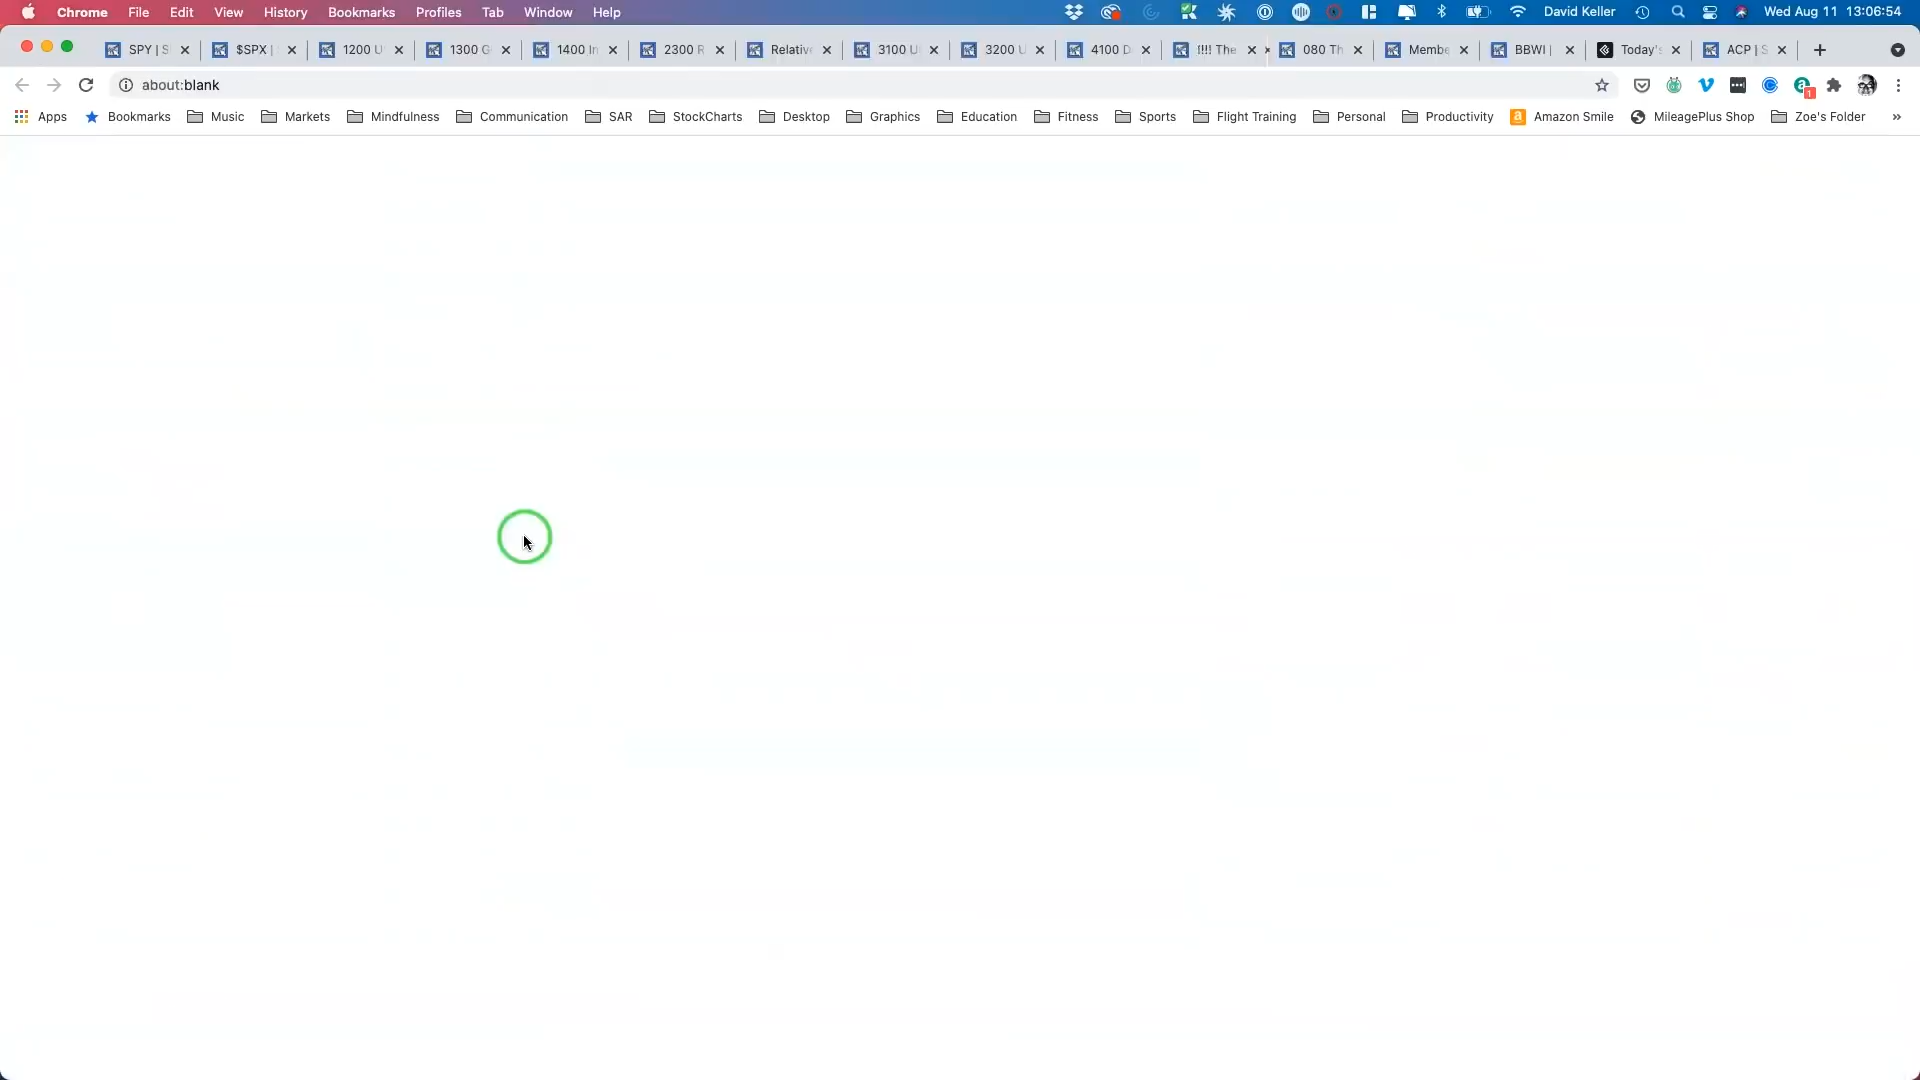 Chrome File Edit View History Bookmarks Profiles Tab Window Help David Keller Wed Aug 11 13:06:54
SPY | S $SPX | 1200 U 1300 G 1400 In 2300 R Relativ 3100 U 3200 U 4100 D !!!! The 080 Th Membe BBWI | Today' ACP | S
about:blank
Apps Bookmarks Music Markets Mindfulness Communication SAR StockCharts Desktop Graphics Education Fitness Sports Flight Training Personal Productivity Amazon Smile MileagePlus Shop Zoe's Folder »